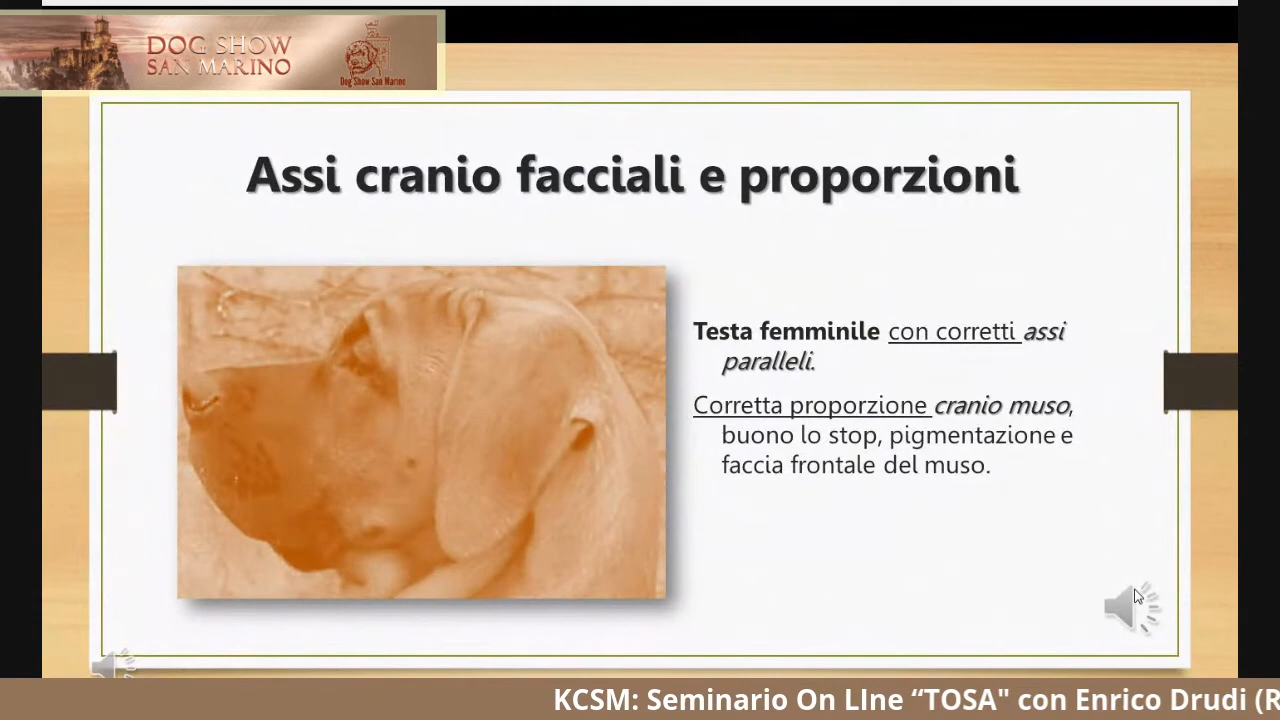 DOG SHOW
SAN MARINO
Dog Show San Marino
Assi cranio facciali e proporzioni
Testa femminile con corretti assi
paralleli.
Corretta proporzione cranio muso,
buono lo stop, pigmentazione e
faccia frontale del muso.
KCSM: Seminario On LIne “TOSA" con Enrico Drudi (R